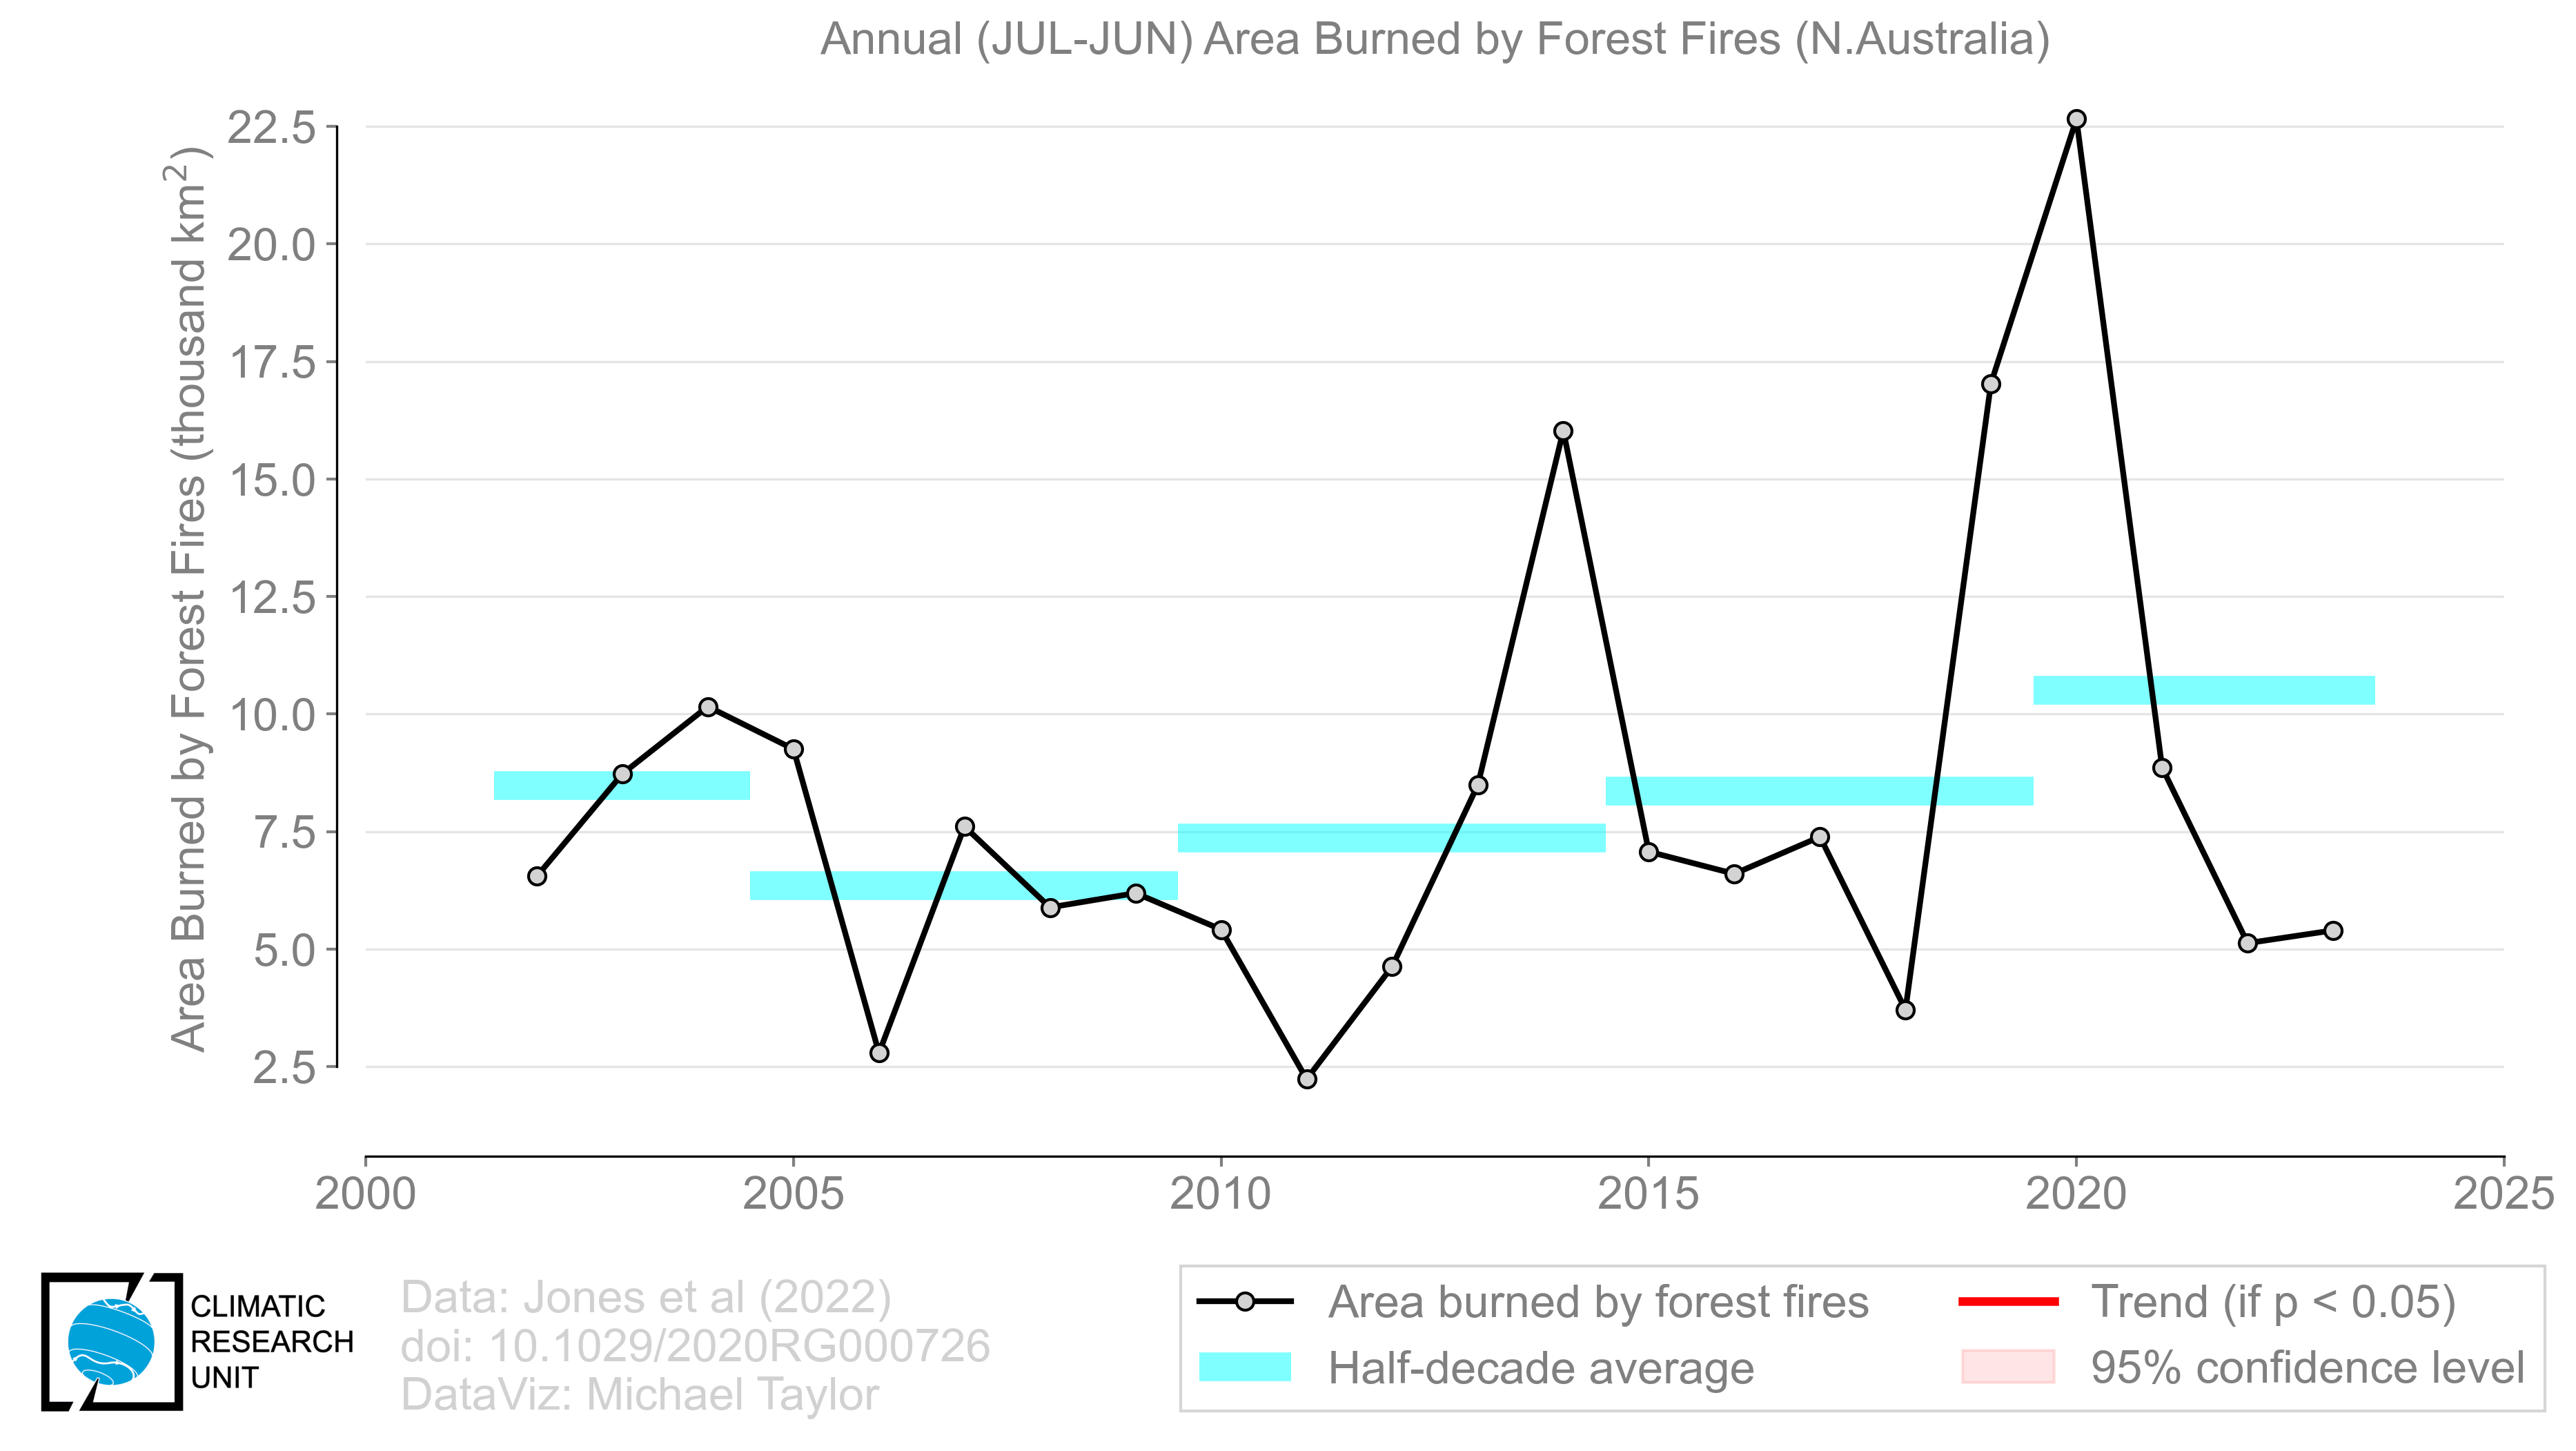 Annual (JUL-JUN) Area Burned by Forest Fires (N.Australia)
Area Burned by Forest Fires (thousand km²)
22.5
20.0
17.5
15.0
12.5
10.0
7.5
5.0
2.5
2000 2005 2010 2015 2020 2025
CLIMATIC
RESEARCH
UNIT
Data: Jones et al (2022)
doi: 10.1029/2020RG000726
DataViz: Michael Taylor
Area burned by forest fires
Half-decade average
Trend (if p < 0.05)
95% confidence level